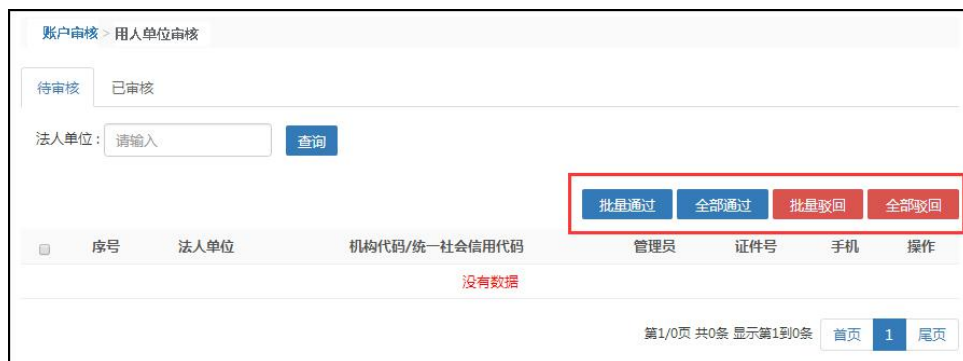 账户审核 > 用人单位审核
待审核 已审核
法人单位： 请输入 查询
批量通过 全部通过 批量驳回 全部驳回
序号 法人单位 机构代码/统一社会信用代码 管理员 证件号 手机 操作
没有数据
第1/0页 共0条 显示第1到0条 首页 1 尾页